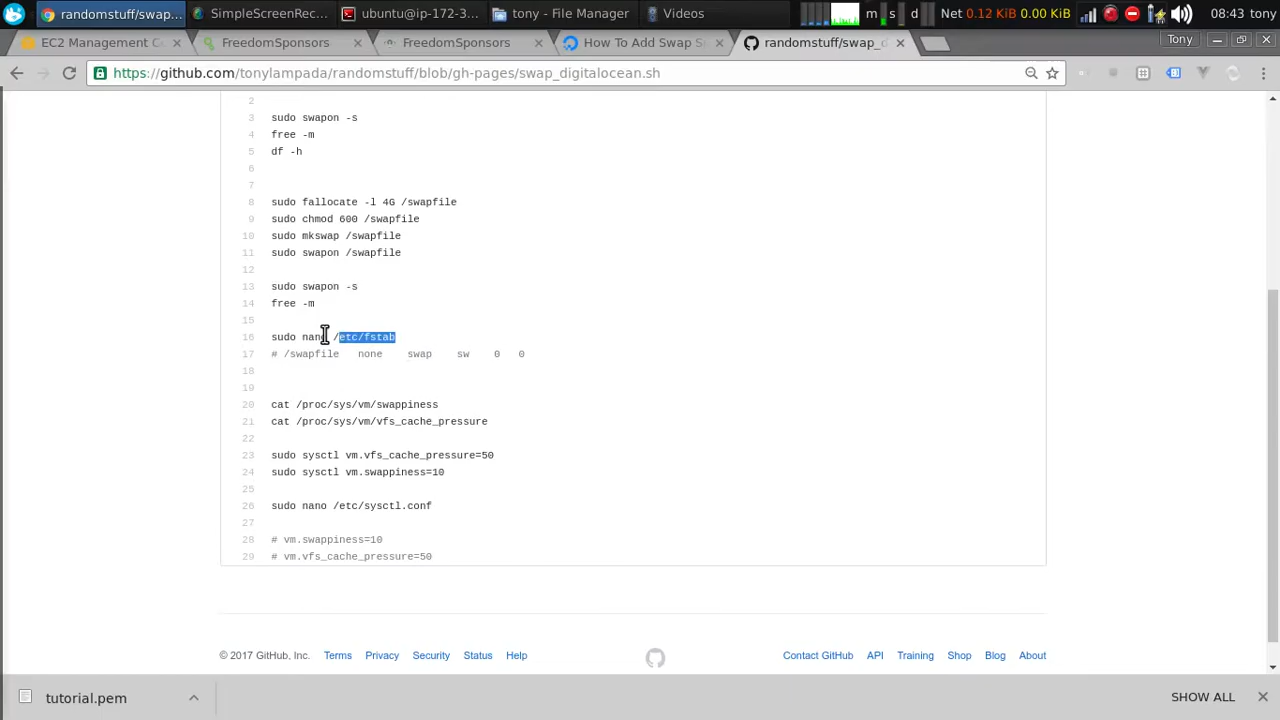 randomstuff/swap... SimpleScreenRec... ubuntu@ip-172-3... tony - File Manager Videos m s d Net 0.12 KiB 0.00 KiB 08:43 tony
EC2 Management C FreedomSponsors FreedomSponsors How To Add Swap S randomstuff/swap_d Tony
https://github.com/tonylampada/randomstuff/blob/gh-pages/swap_digitalocean.sh
2
3 sudo swapon -s
4 free -m
5 df -h
6
7
8 sudo fallocate -l 4G /swapfile
9 sudo chmod 600 /swapfile
10 sudo mkswap /swapfile
11 sudo swapon /swapfile
12
13 sudo swapon -s
14 free -m
15
16 sudo nano /etc/fstab
17 # /swapfile none swap sw 0 0
18
19
20 cat /proc/sys/vm/swappiness
21 cat /proc/sys/vm/vfs_cache_pressure
22
23 sudo sysctl vm.vfs_cache_pressure=50
24 sudo sysctl vm.swappiness=10
25
26 sudo nano /etc/sysctl.conf
27
28 # vm.swappiness=10
29 # vm.vfs_cache_pressure=50
© 2017 GitHub, Inc. Terms Privacy Security Status Help Contact GitHub API Training Shop Blog About
tutorial.pem SHOW ALL